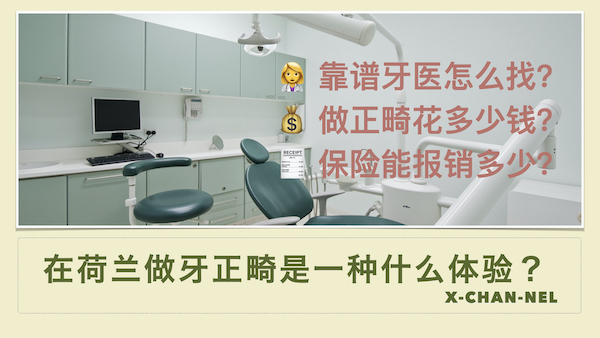 靠谱牙医怎么找?
做正畸花多少钱?
RECEIPT
保险能报销多少?
在荷兰做牙正畸是一种什么体验？
X-CHAN-NEL